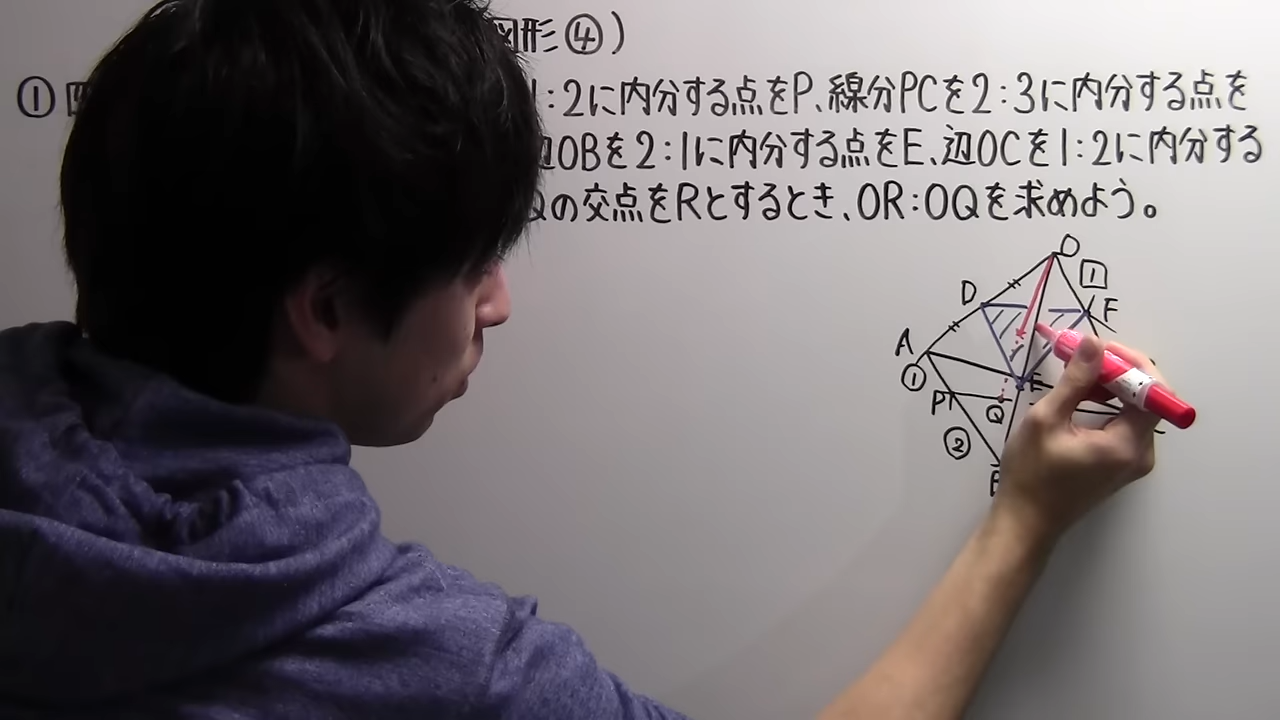 図形④)
① 四
1:2に内分する点をP、線分PCを2:3に内分する点を
辺OBを2:1に内分する点をE、辺OCを1:2に内分する
Qの交点をRとするとき、OR:OQを求めよう。
O
1
D
F
A
①
E
P
Q
②